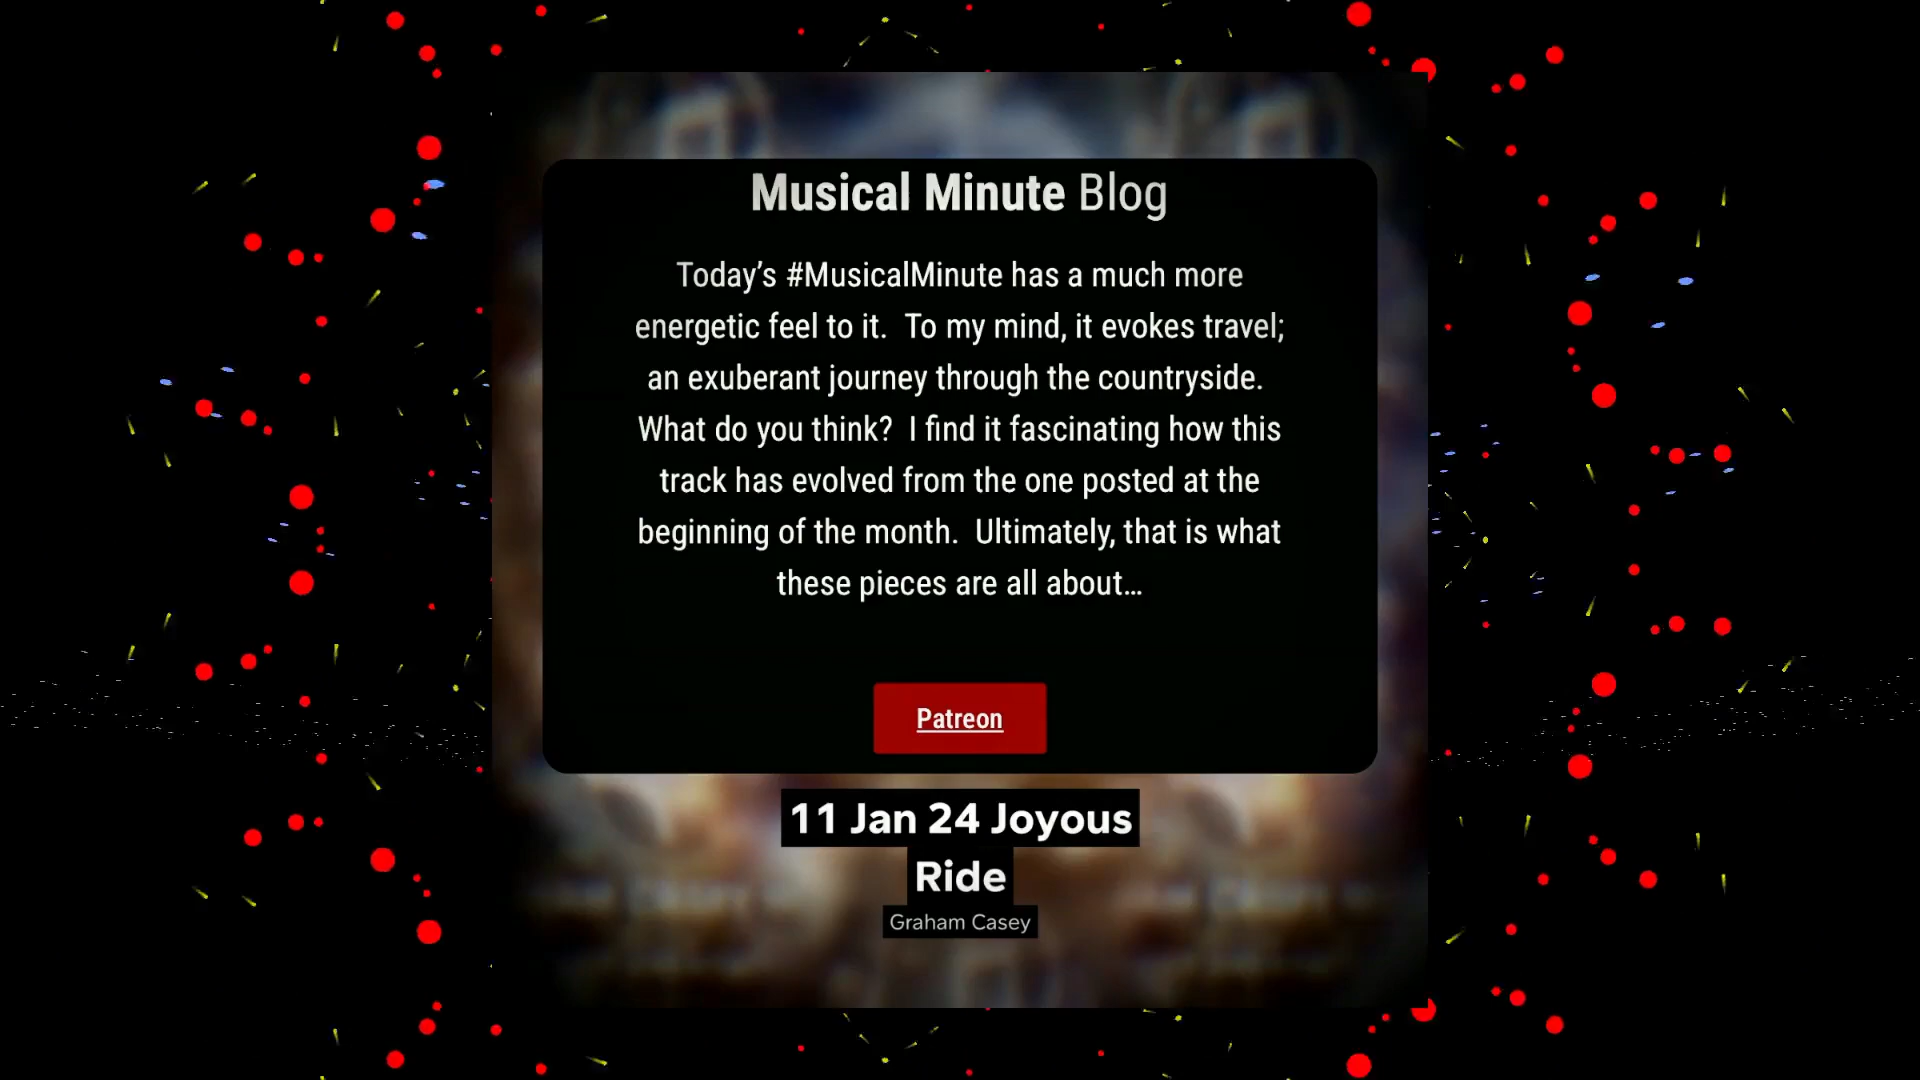 Musical Minute Blog
Today’s #MusicalMinute has a much more
energetic feel to it.  To my mind, it evokes travel;
an exuberant journey through the countryside.
What do you think?  I find it fascinating how this
track has evolved from the one posted at the
beginning of the month.  Ultimately, that is what
these pieces are all about…
Patreon
11 Jan 24 Joyous
Ride
Graham Casey